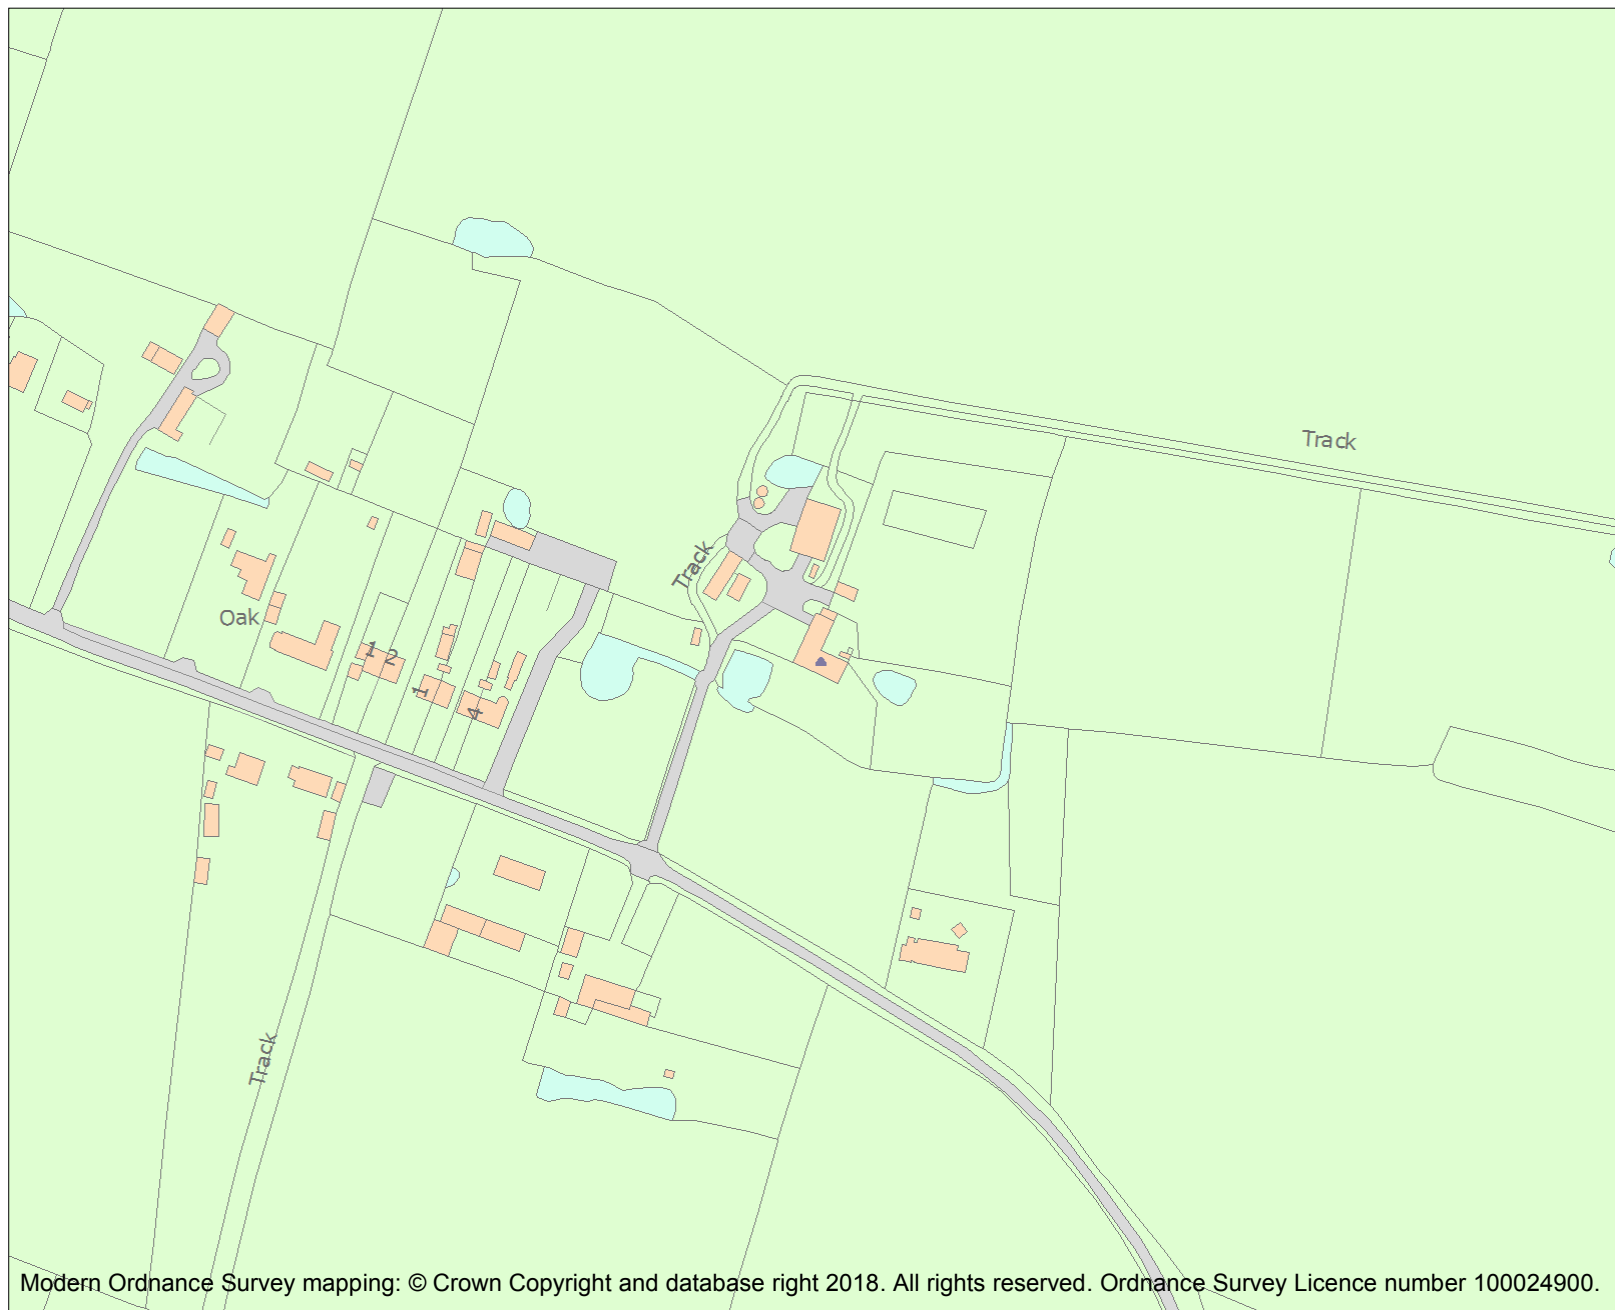 Track
Track
Oak
1
2
1
4
Track
Modern Ordnance Survey mapping: © Crown Copyright and database right 2018. All rights reserved. Ordnance Survey Licence number 100024900.